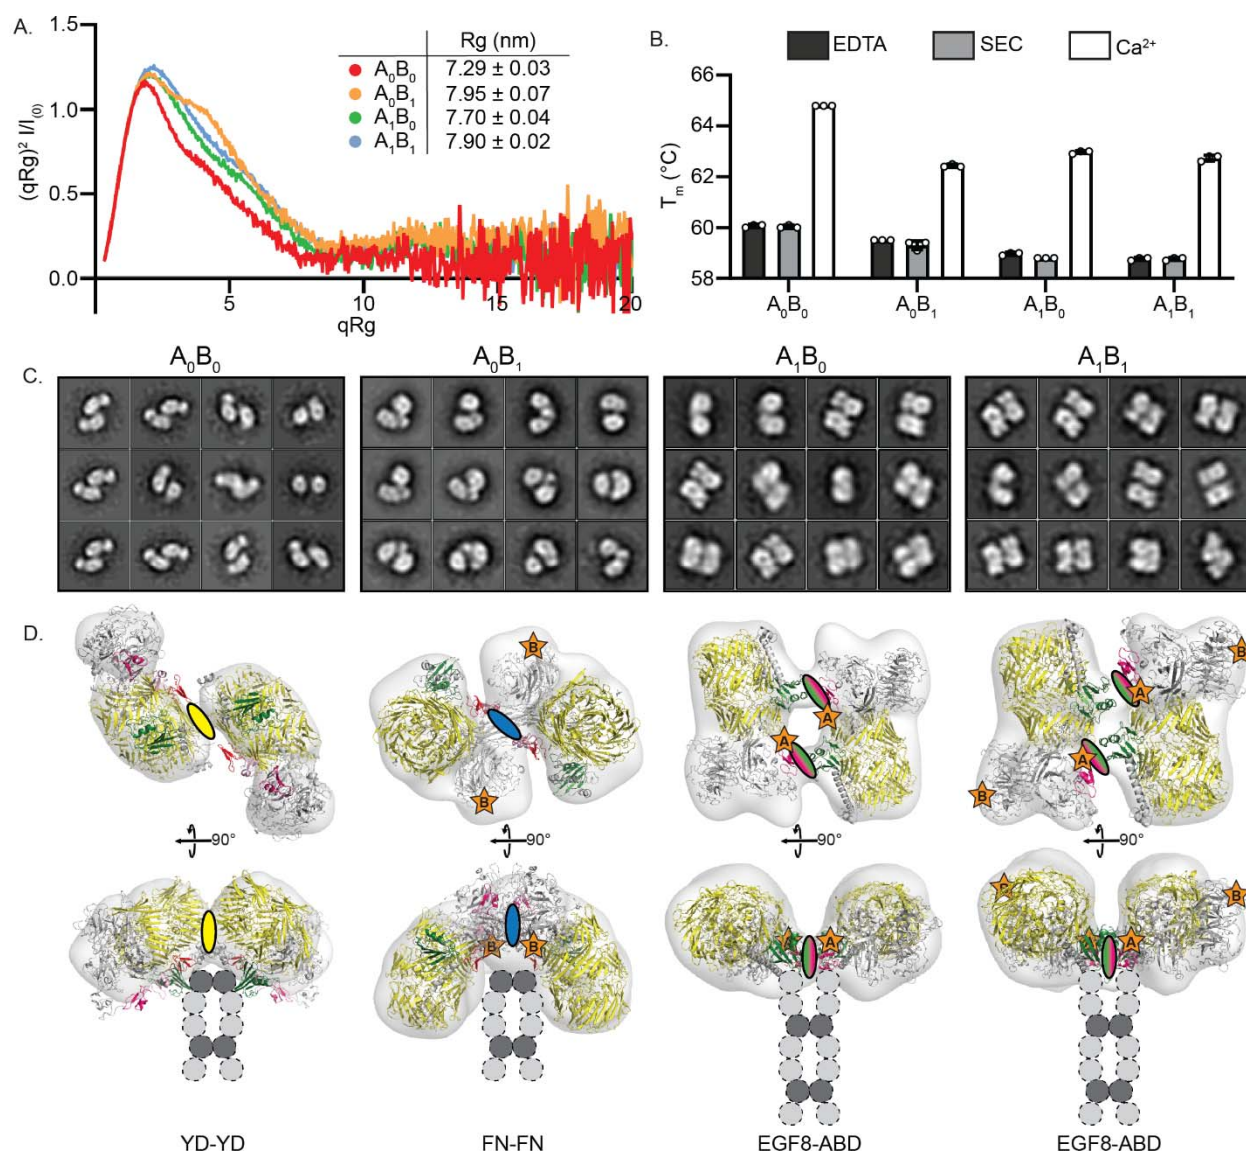 A.
1.5
1.0
0.5
0.0
(qRg)² I/I₍₀₎
5
10
15
20
qRg
Rg (nm)
A₀B₀ 7.29 ± 0.03
A₀B₁ 7.95 ± 0.07
A₁B₀ 7.70 ± 0.04
A₁B₁ 7.90 ± 0.02
B.
EDTA SEC Ca²⁺
66
64
62
60
58
Tₘ (°C)
A₀B₀ A₀B₁ A₁B₀ A₁B₁
C.
A₀B₀ A₀B₁ A₁B₀ A₁B₁
D.
B
B
A
A
B
A
A
B
90° 90° 90° 90°
B B
A
B
B
A
YD-YD FN-FN EGF8-ABD EGF8-ABD